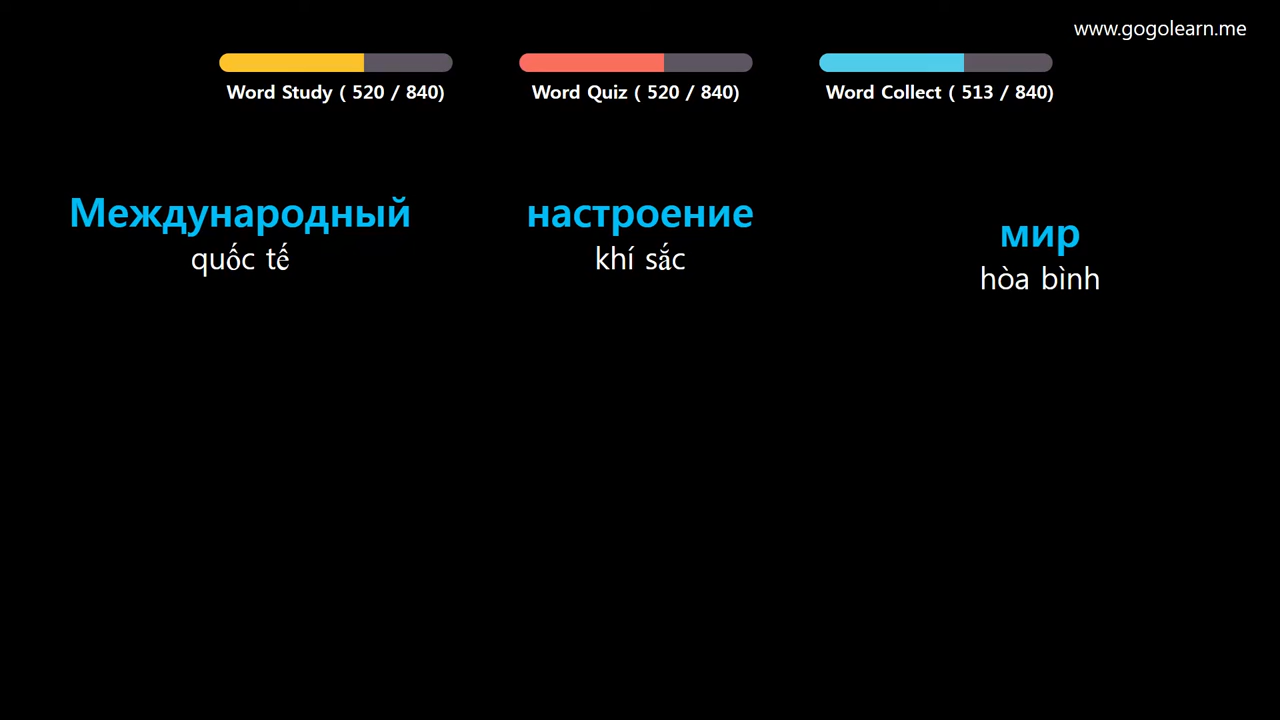 www.gogolearn.me
Word Study ( 520 / 840)
Word Quiz ( 520 / 840)
Word Collect ( 513 / 840)
Международный
quốc tế
настроение
khí sắc
мир
hòa bình